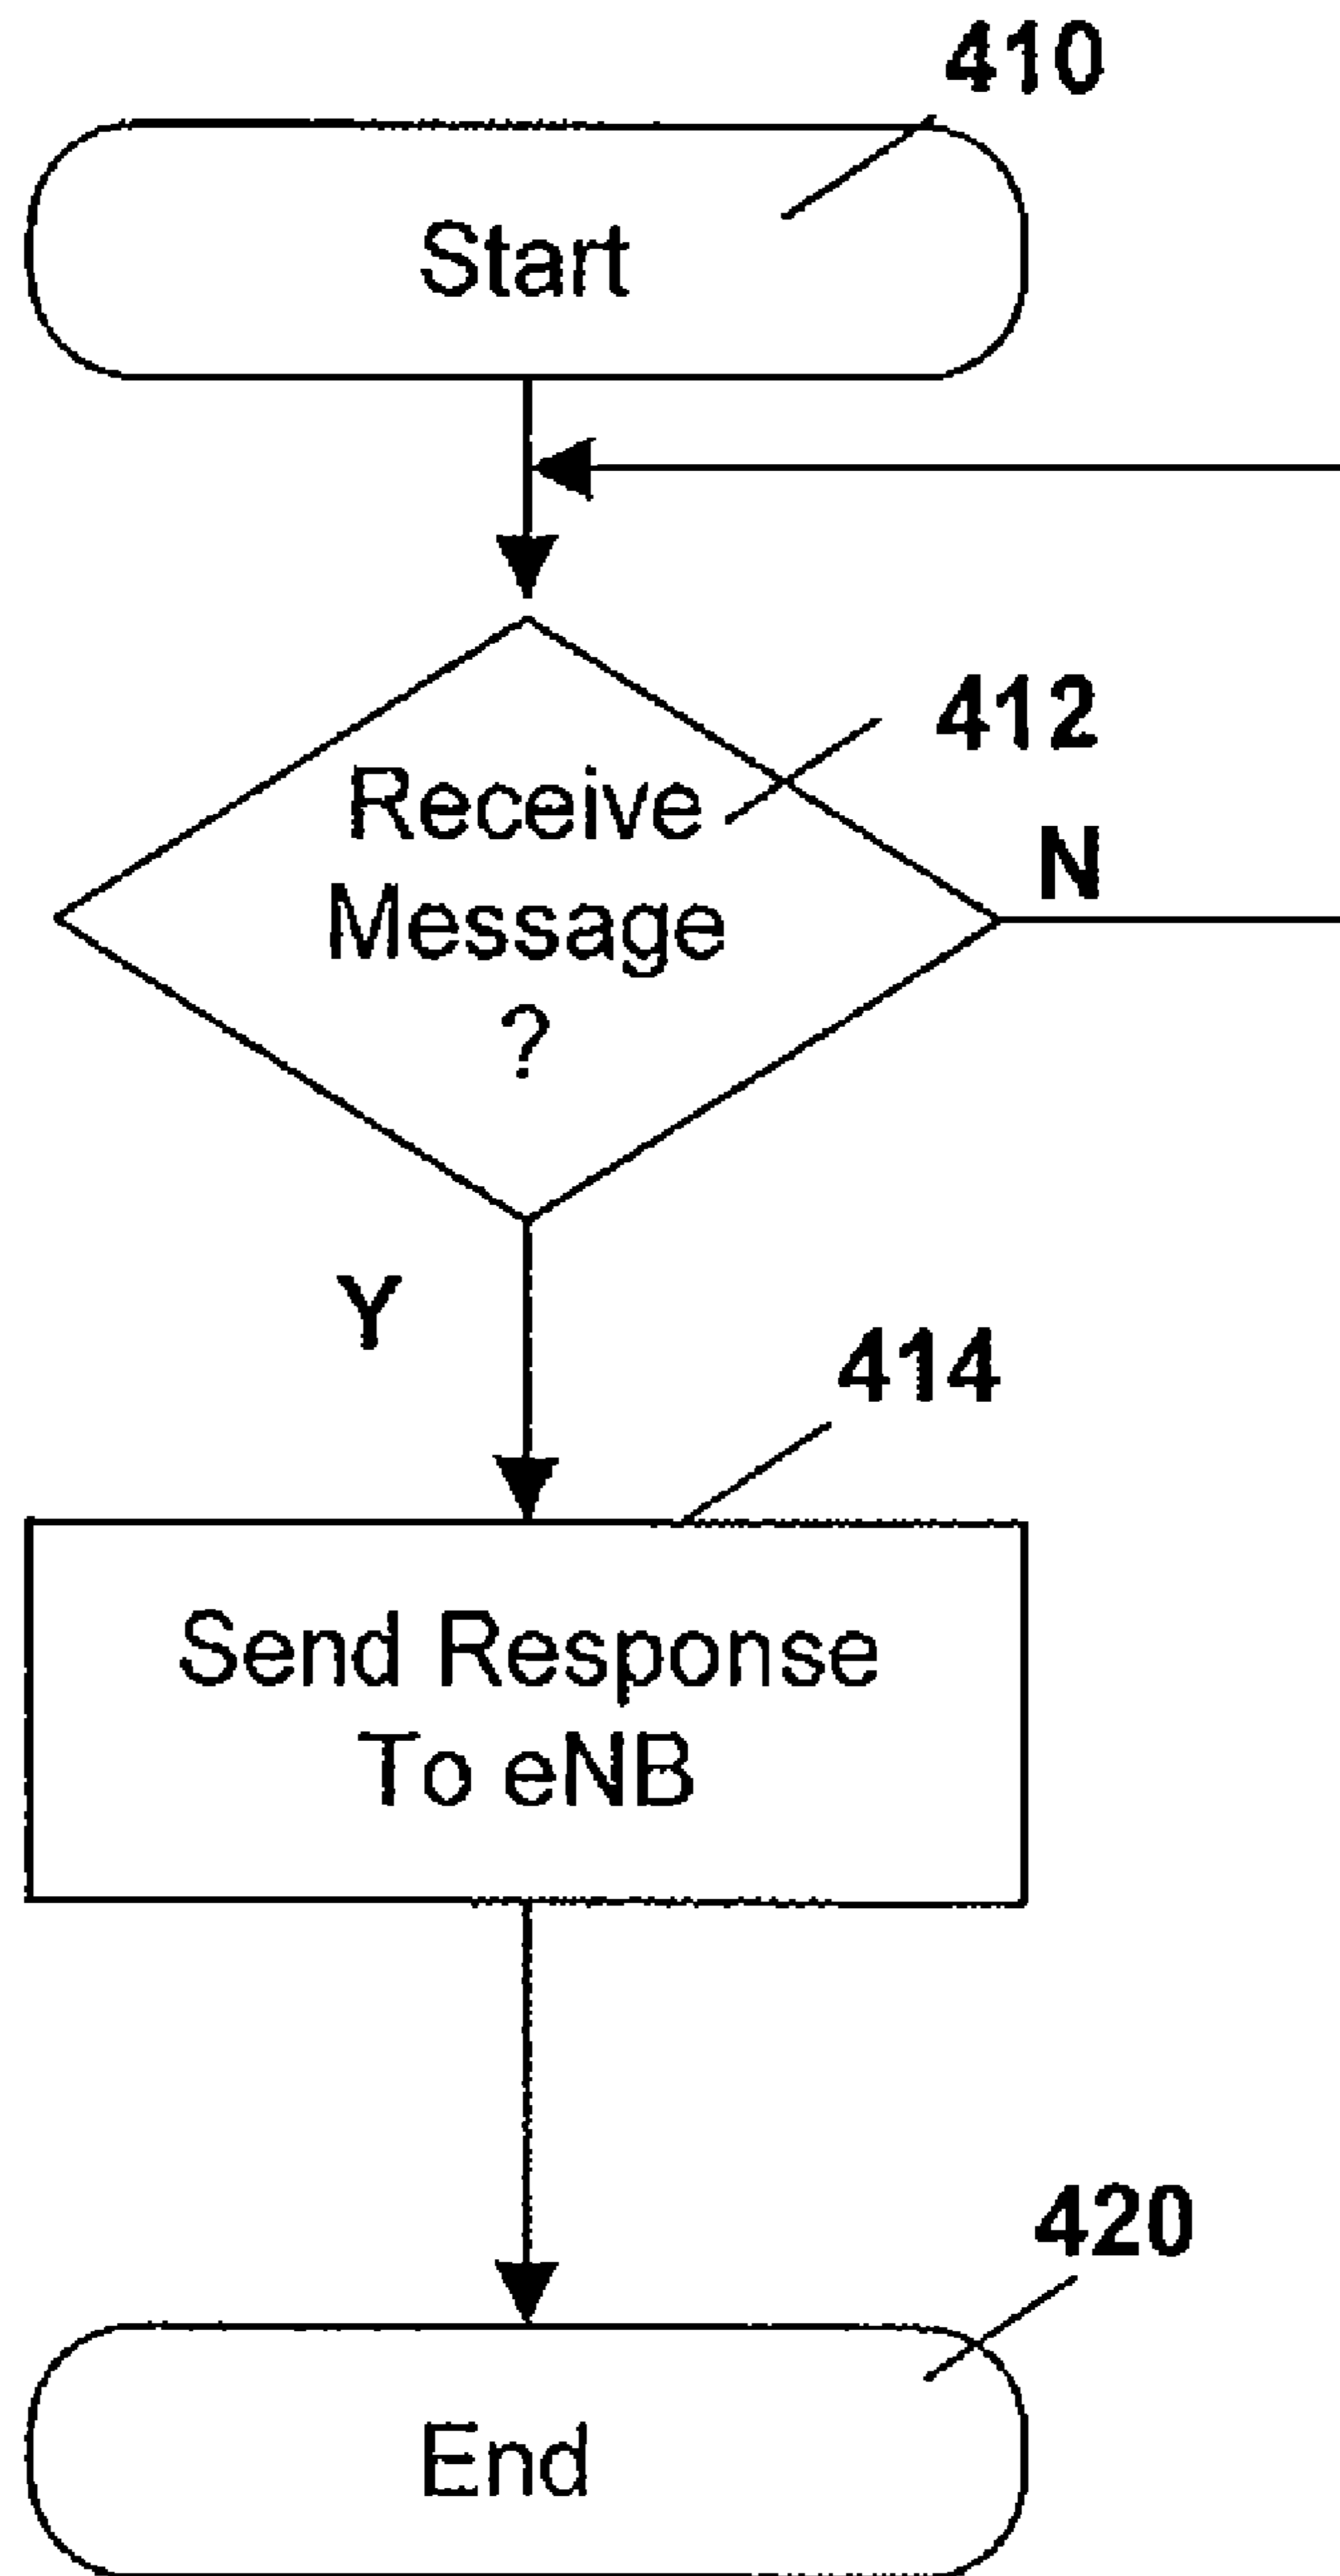 410
Start
412
Receive
Message
?
N
Y
414
Send Response
To eNB
420
End